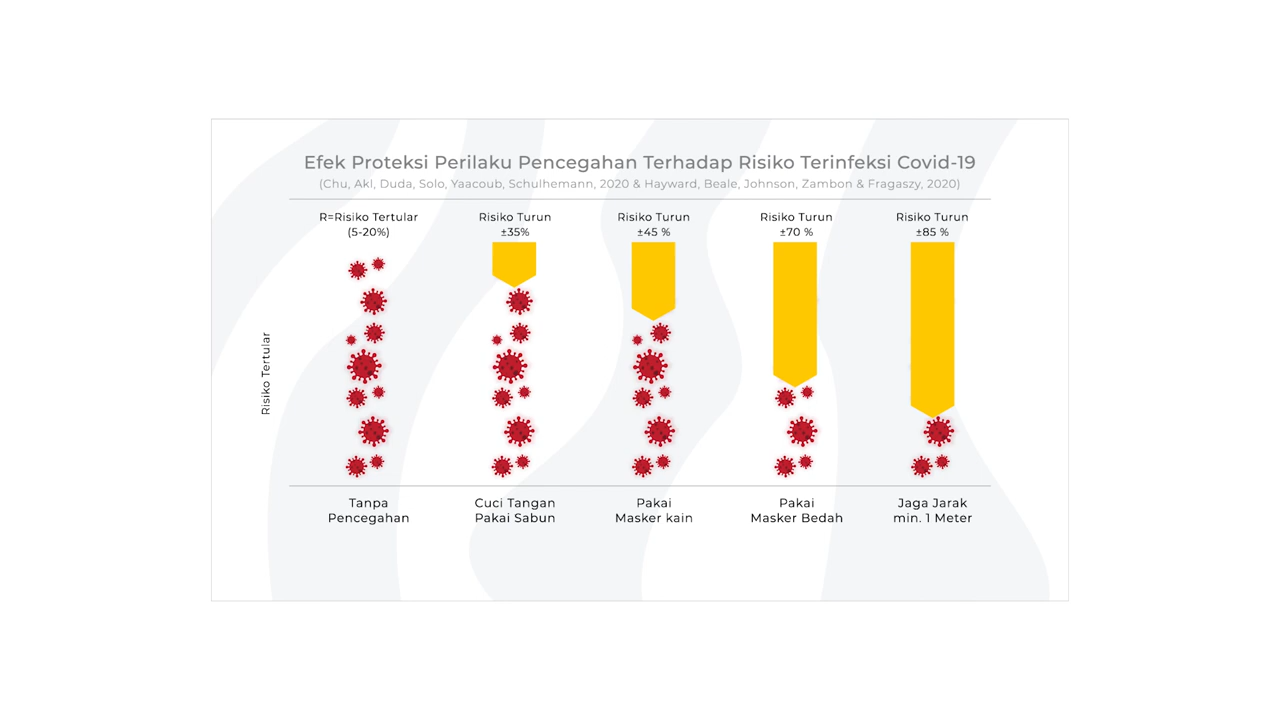 Efek Proteksi Perilaku Pencegahan Terhadap Risiko Terinfeksi Covid-19
(Chu, Akl, Duda, Solo, Yaacoub, Schulhemann, 2020 & Hayward, Beale, Johnson, Zambon & Fragaszy, 2020)
R=Risiko Tertular
(5-20%)
Risiko Turun
±35%
Risiko Turun
±45 %
Risiko Turun
±70 %
Risiko Turun
±85 %
Risiko Tertular
Tanpa
Pencegahan
Cuci Tangan
Pakai Sabun
Pakai
Masker kain
Pakai
Masker Bedah
Jaga Jarak
min. 1 Meter